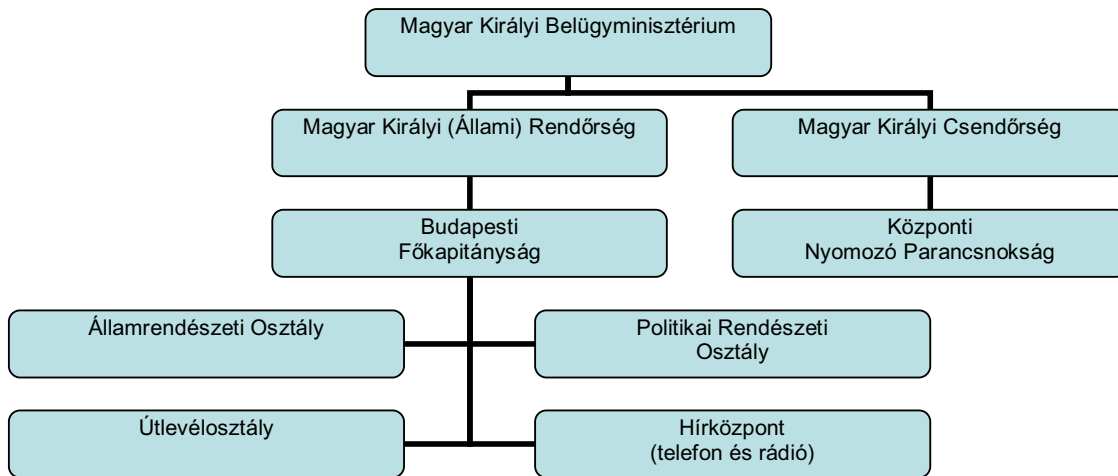 Magyar Királyi Belügyminisztérium
Magyar Királyi (Állami) Rendőrség
Magyar Királyi Csendőrség
Budapesti
Főkapitányság
Központi
Nyomozó Parancsnokság
Államrendészeti Osztály
Politikai Rendészeti
Osztály
Útlevélosztály
Hírközpont
(telefon és rádió)